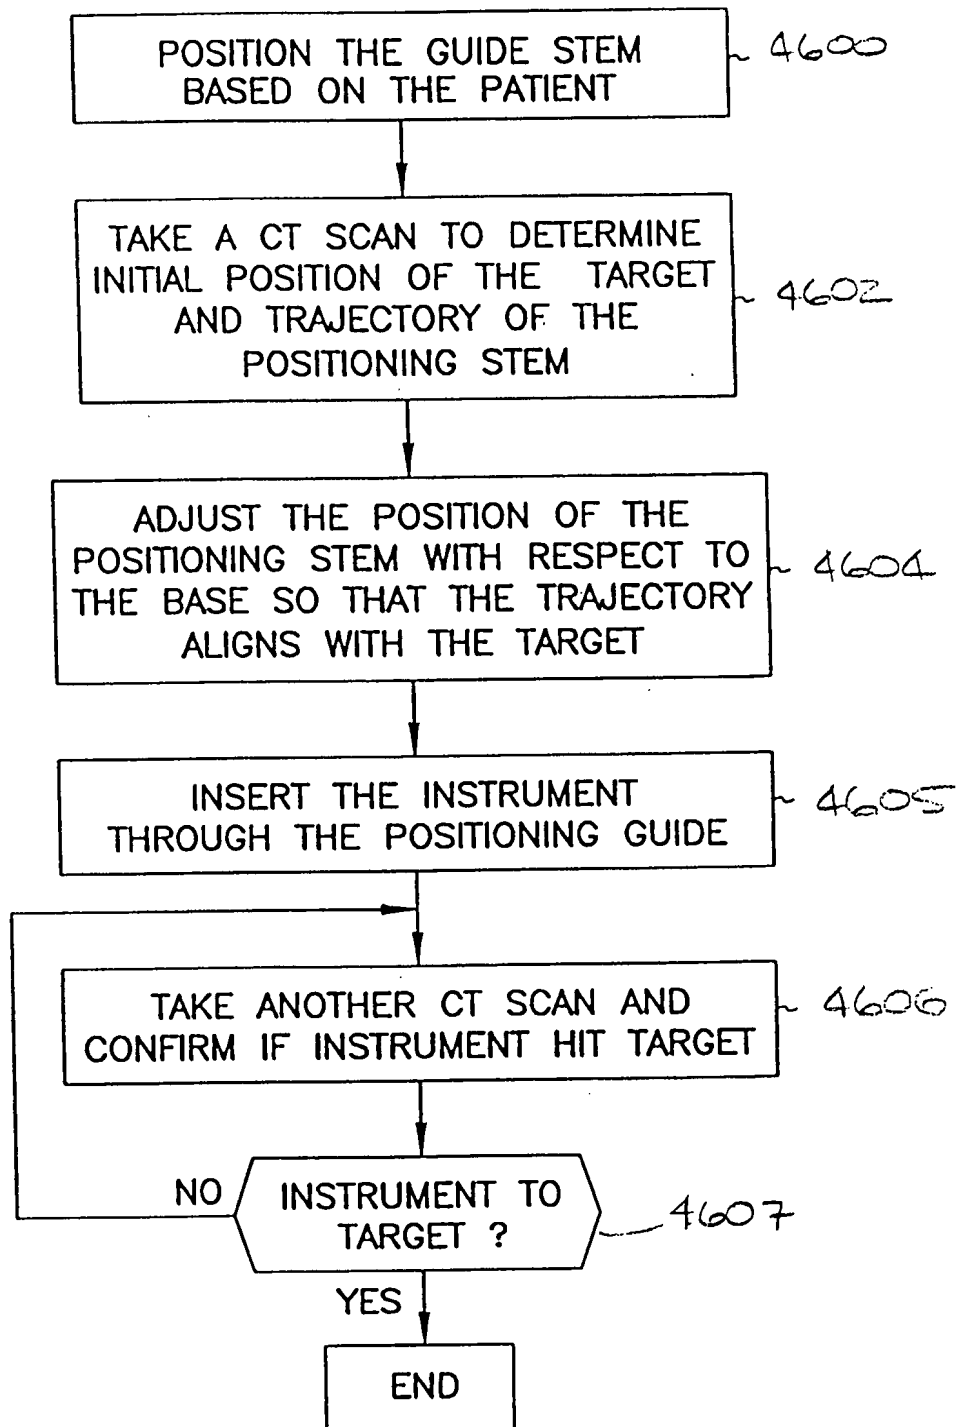 POSITION THE GUIDE STEM
BASED ON THE PATIENT
4600
TAKE A CT SCAN TO DETERMINE
INITIAL POSITION OF THE TARGET
AND TRAJECTORY OF THE
POSITIONING STEM
4602
ADJUST THE POSITION OF THE
POSITIONING STEM WITH RESPECT TO
THE BASE SO THAT THE TRAJECTORY
ALIGNS WITH THE TARGET
4604
INSERT THE INSTRUMENT
THROUGH THE POSITIONING GUIDE
4605
TAKE ANOTHER CT SCAN AND
CONFIRM IF INSTRUMENT HIT TARGET
4606
NO
INSTRUMENT TO
TARGET ?
4607
YES
END